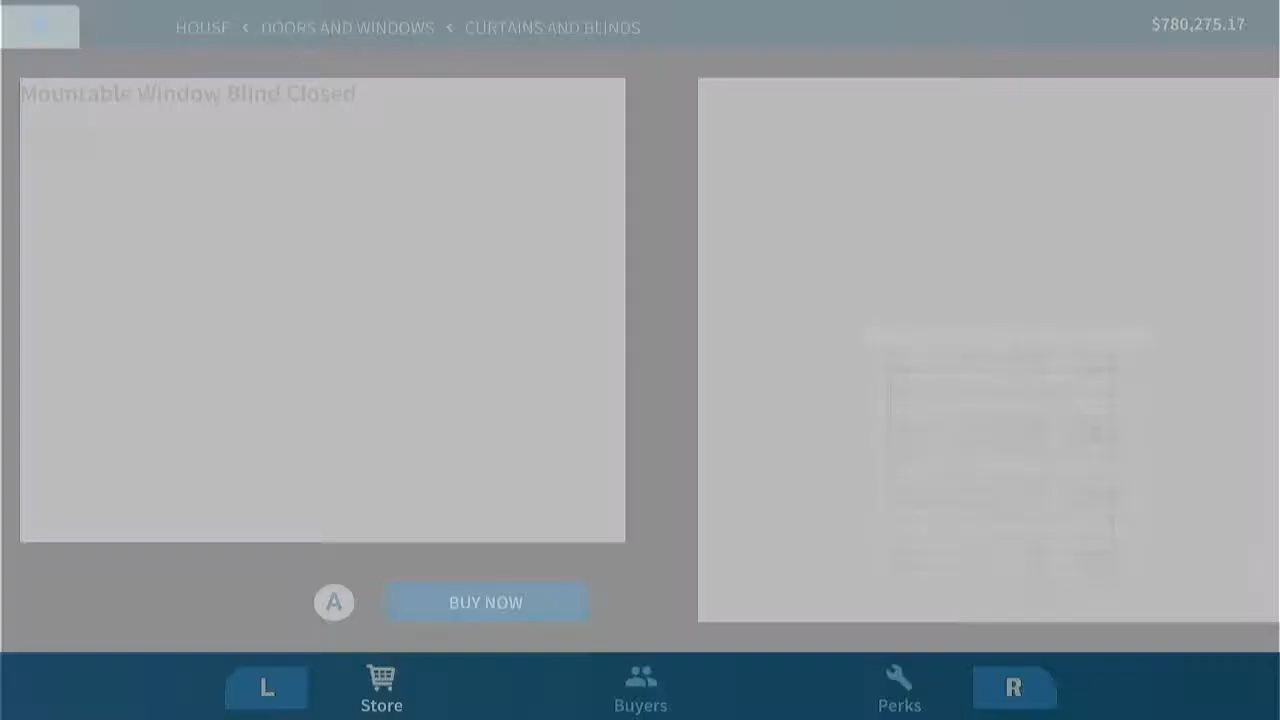 HOUSE < DOORS AND WINDOWS < CURTAINS AND BLINDS
$780,275.17
Mountable Window Blind Closed
A BUY NOW
L Store Buyers Perks R